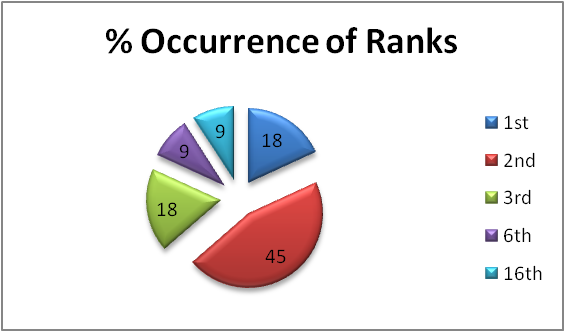 % Occurrence of Ranks
9
18
9
18
45
1st
2nd
3rd
6th
16th